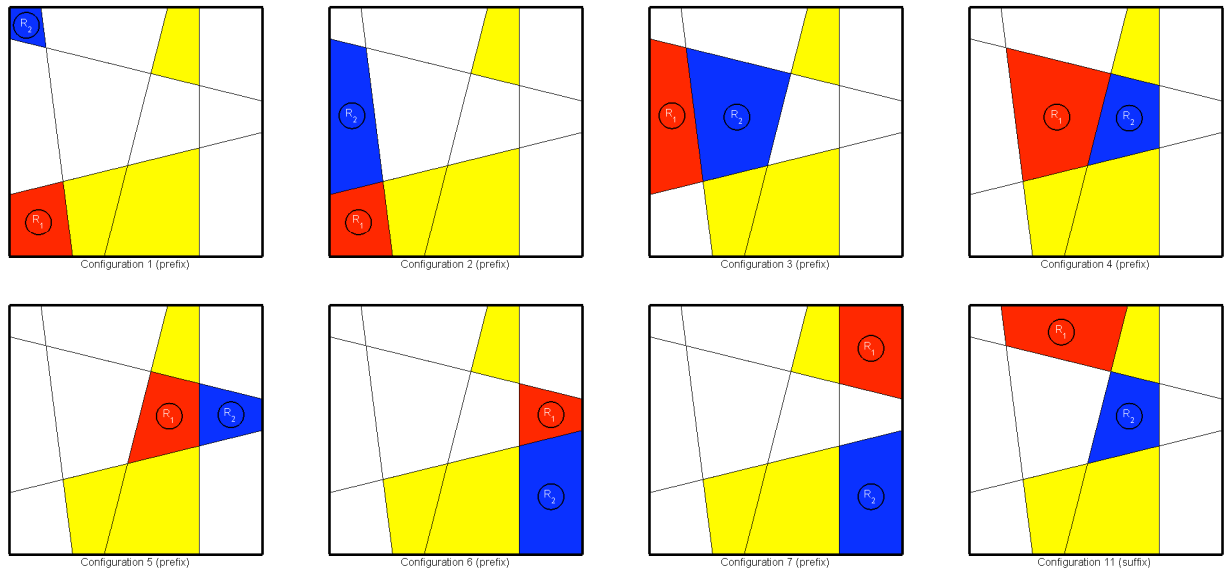 R₂
R₁
Configuration 1 (prefix)
R₂
R₁
Configuration 2 (prefix)
R₁
R₂
Configuration 3 (prefix)
R₁
R₂
Configuration 4 (prefix)
R₁
R₂
Configuration 5 (prefix)
R₁
R₂
Configuration 6 (prefix)
R₁
R₂
Configuration 7 (prefix)
R₁
R₂
Configuration 11 (suffix)